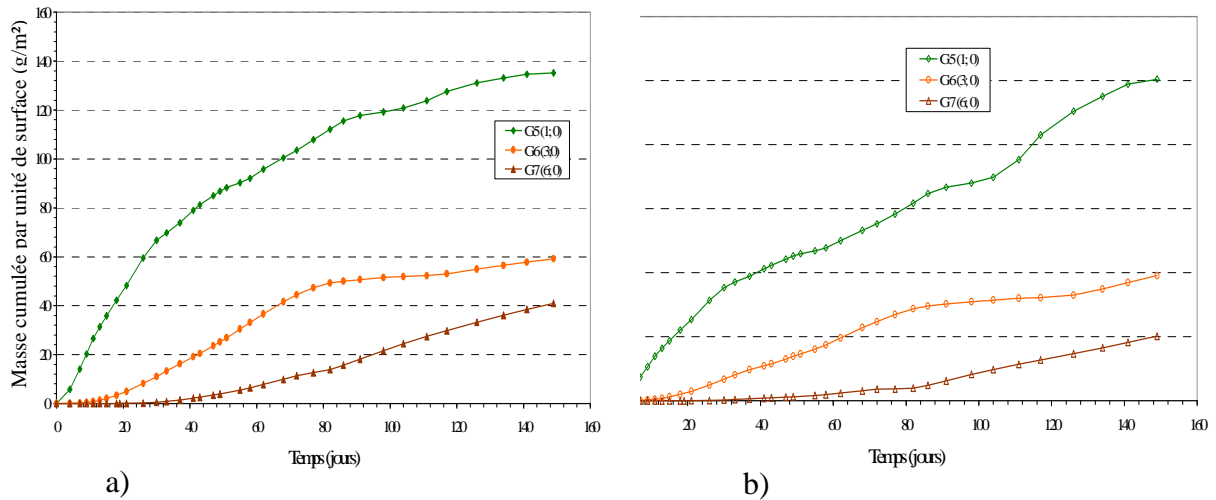 Masse cumulée par unité de surface (g/m²)
160
140
120
100
80
60
40
20
0
G5(1; 0)
G6(3;0)
G7(6; 0)
0 20 40 60 80 100 120 140 160
Temps (jours)
a)
G5(1; 0)
G6(3; 0)
G7(6; 0)
20 40 60 80 100 120 140 160
Temps (jours)
b)